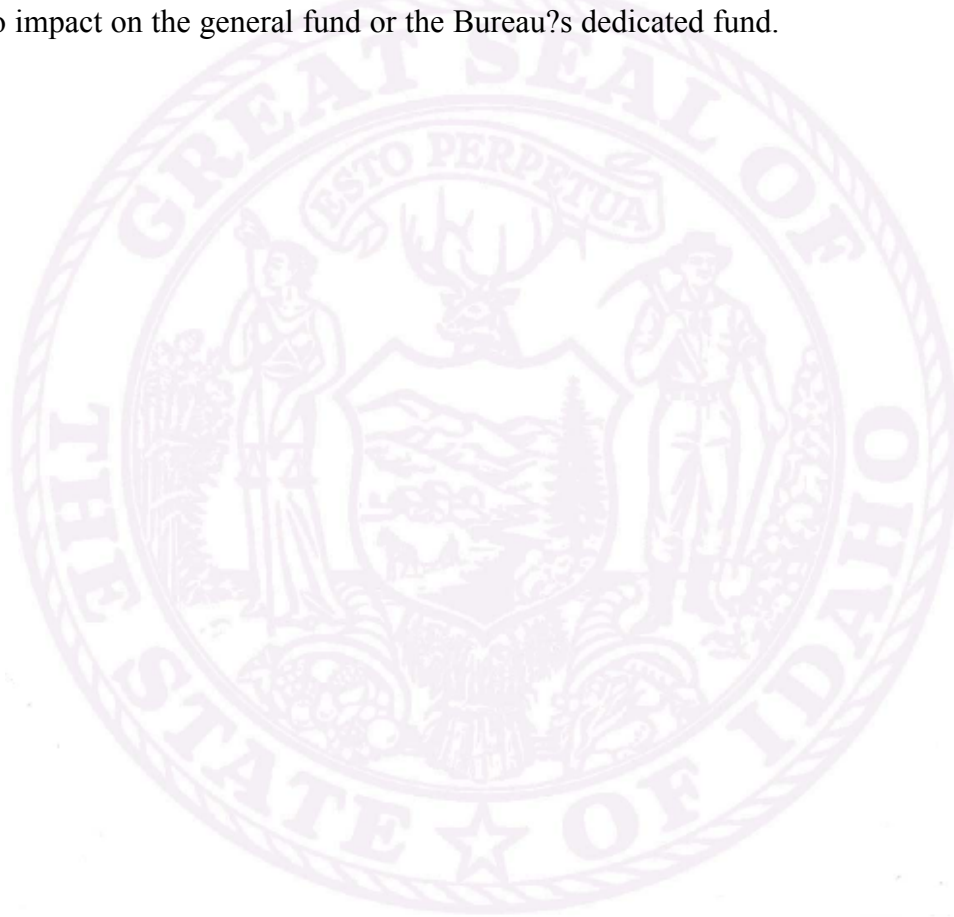 o impact on the general fund or the Bureau?s dedicated fund.
GREAT SEAL OF
ESTO PERPETUA
THE STATE OF IDAHO